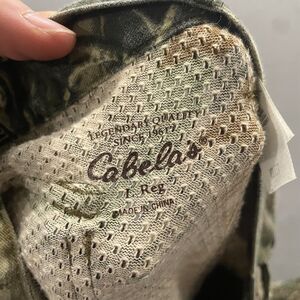 LEGENDARY QUALITY
SINCE 1961
Cabela's
L Reg
MADE IN CHINA